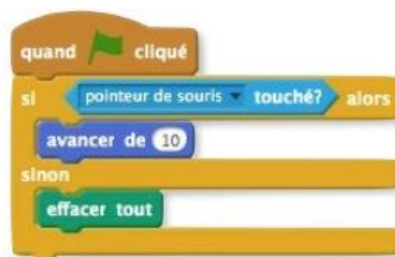 quand cliqué
si pointeur de souris touché? alors
avancer de 10
sinon
effacer tout